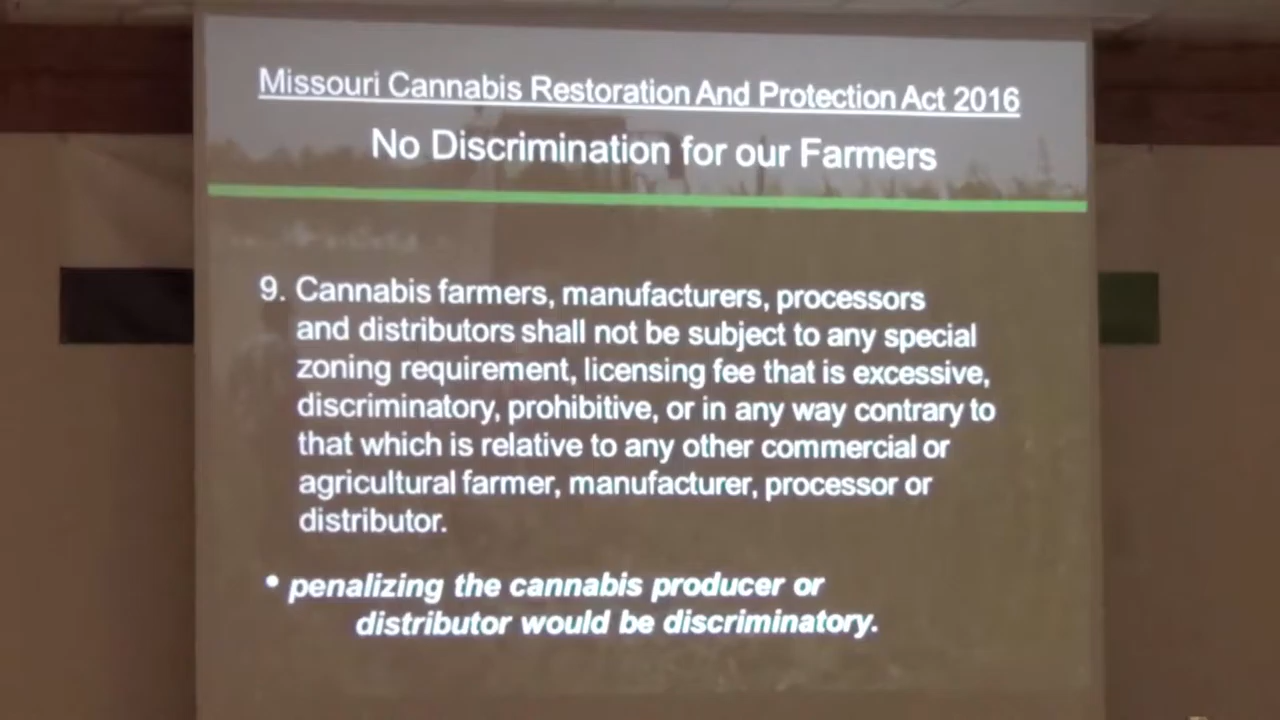 Missouri Cannabis Restoration And Protection Act 2016
No Discrimination for our Farmers
9. Cannabis farmers, manufacturers, processors
and distributors shall not be subject to any special
zoning requirement, licensing fee that is excessive,
discriminatory, prohibitive, or in any way contrary to
that which is relative to any other commercial or
agricultural farmer, manufacturer, processor or
distributor.
• penalizing the cannabis producer or
distributor would be discriminatory.